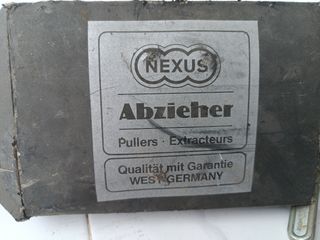 NEXUS
Abzieher
Pullers · Extracteurs
Qualität mit Garantie
WEST GERMANY